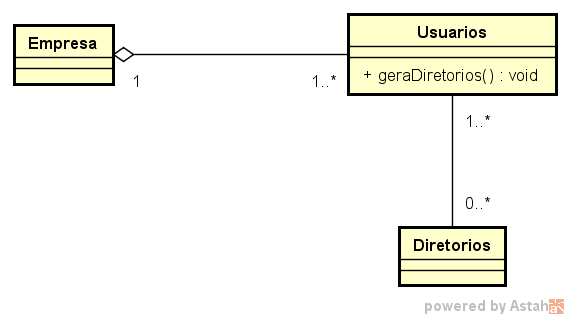 Empresa
Usuarios
+ geraDiretorios() : void
1
1..*
1..*
0..*
Diretorios
powered by Astah